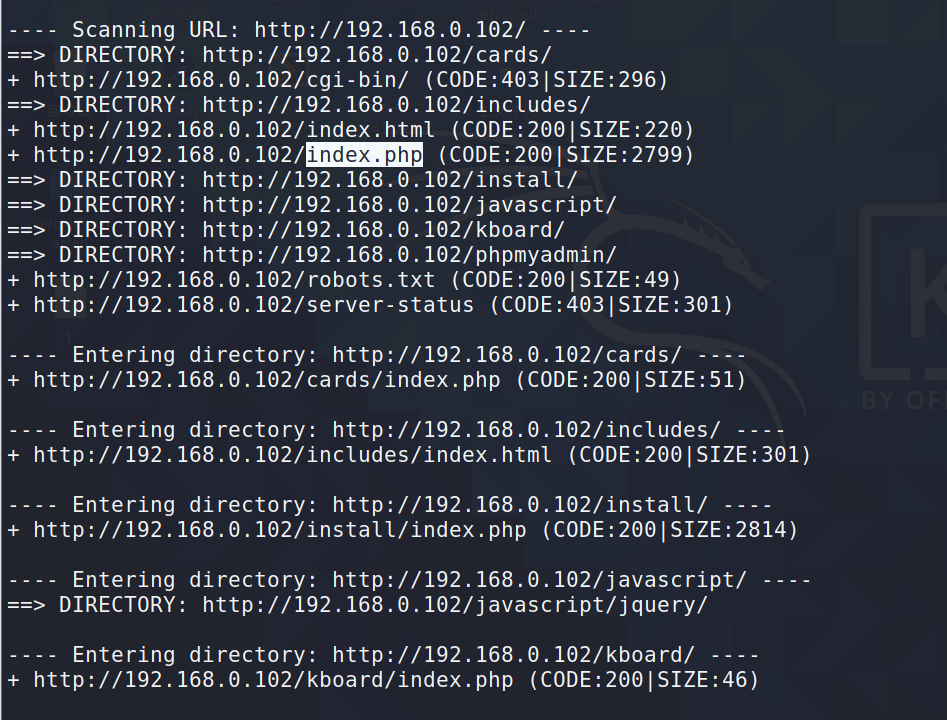 ---- Scanning URL: http://192.168.0.102/ ----
==> DIRECTORY: http://192.168.0.102/cards/
+ http://192.168.0.102/cgi-bin/ (CODE:403|SIZE:296)
==> DIRECTORY: http://192.168.0.102/includes/
+ http://192.168.0.102/index.html (CODE:200|SIZE:220)
+ http://192.168.0.102/index.php (CODE:200|SIZE:2799)
==> DIRECTORY: http://192.168.0.102/install/
==> DIRECTORY: http://192.168.0.102/javascript/
==> DIRECTORY: http://192.168.0.102/kboard/
==> DIRECTORY: http://192.168.0.102/phpmyadmin/
+ http://192.168.0.102/robots.txt (CODE:200|SIZE:49)
+ http://192.168.0.102/server-status (CODE:403|SIZE:301)
---- Entering directory: http://192.168.0.102/cards/ ----
+ http://192.168.0.102/cards/index.php (CODE:200|SIZE:51)
BY OF
---- Entering directory: http://192.168.0.102/includes/ ----
+ http://192.168.0.102/includes/index.html (CODE:200|SIZE:301)
---- Entering directory: http://192.168.0.102/install/ ----
+ http://192.168.0.102/install/index.php (CODE:200|SIZE:2814)
---- Entering directory: http://192.168.0.102/javascript/ ----
==> DIRECTORY: http://192.168.0.102/javascript/jquery/
---- Entering directory: http://192.168.0.102/kboard/ ----
+ http://192.168.0.102/kboard/index.php (CODE:200|SIZE:46)